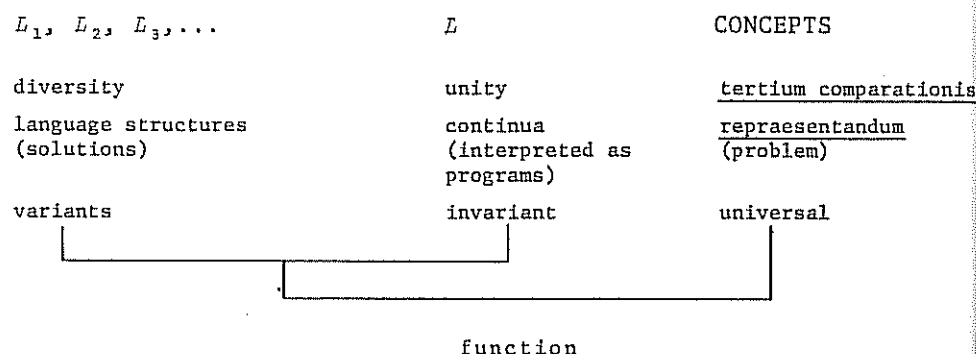 L₁, L₂, L₃,... L CONCEPTS
diversity unity tertium comparationis
language structures continua repraesentandum
(solutions) (interpreted as (problem)
programs)
variants invariant universal
function